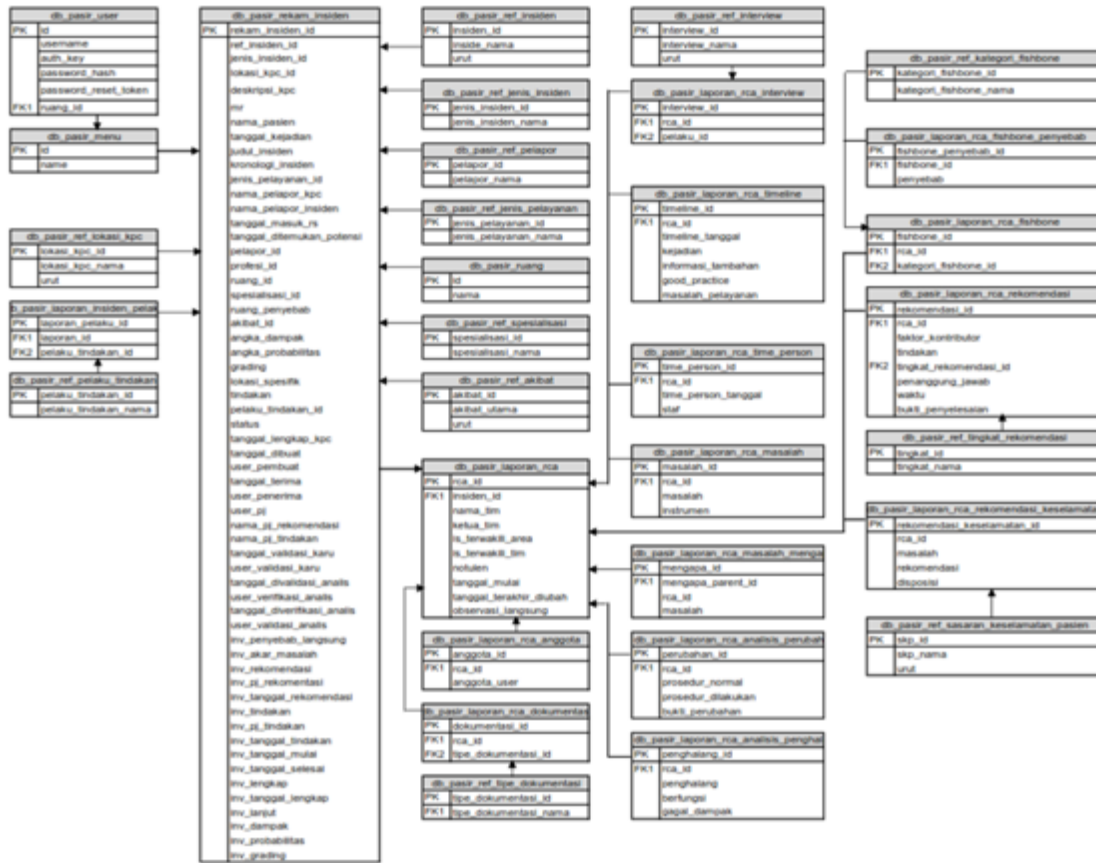 db_pasir_user
PK id
username
auth_key
password_hash
password_reset_token
FK1 ruang_id
db_pasir_menu
PK id
name
db_pasir_ref_lokasi_kpc
PK lokasi_kpc_id
lokasi_kpc_nama
urut
b_pasir_laporan_insiden_pelak
PK laporan_pelaku_id
FK1 laporan_id
FK2 pelaku_tindakan_id
db_pasir_ref_pelaku_tindakan
PK pelaku_tindakan_id
pelaku_tindakan_nama
db_pasir_rekam_insiden
PK rekam_insiden_id
ref_insiden_id
jenis_insiden_id
lokasi_kpc_id
deskripsi_kpc
mr
nama_pasien
tanggal_kejadian
judul_insiden
kronologi_insiden
jenis_pelayanan_id
nama_pelapor_kpc
nama_pelapor_insiden
tanggal_masuk_rs
tanggal_ditemukan_potensi
pelapor_id
profesi_id
ruang_id
spesialisasi_id
ruang_penyebab
akibat_id
angka_dampak
angka_probabilitas
grading
lokasi_spesifik
tindakan
pelaku_tindakan_id
status
tanggal_lengkap_kpc
tanggal_dibuat
user_pembuat
tanggal_terima
user_penerima
user_pj
nama_pj_rekomendasi
nama_pj_tindakan
tanggal_validasi_karu
user_validasi_karu
tanggal_divalidasi_analis
user_verifikasi_analis
tanggal_diverifikasi_analis
user_validasi_analis
inv_penyebab_langsung
inv_akar_masalah
inv_rekomendasi
inv_pj_rekomentasi
inv_tanggal_rekomendasi
inv_tindakan
inv_pj_tindakan
inv_tanggal_tindakan
inv_tanggal_mulai
inv_tanggal_selesai
inv_lengkap
inv_tanggal_lengkap
inv_lanjut
inv_dampak
inv_probabilitas
inv_grading
db_pasir_ref_insiden
PK insiden_id
inside_nama
urut
db_pasir_ref_jenis_insiden
PK jenis_insiden_id
jenis_insiden_nama
db_pasir_ref_pelapor
PK pelapor_id
pelapor_nama
db_pasir_ref_jenis_pelayanan
PK jenis_pelayanan_id
jenis_pelayanan_nama
db_pasir_ruang
PK id
nama
db_pasir_ref_spesialisasi
PK spesialisasi_id
spesialisasi_nama
db_pasir_ref_akibat
PK akibat_id
akibat_utama
urut
db_pasir_laporan_rca
PK rca_id
FK1 insiden_id
nama_tim
ketua_tim
is_terwakili_area
is_terwakili_tim
notulen
tanggal_mulai
tanggal_terakhir_diubah
observasi_langsung
db_pasir_laporan_rca_anggota
PK anggota_id
FK1 rca_id
anggota_user
db_pasir_laporan_rca_dokumentas
PK dokumentasi_id
FK1 rca_id
FK2 tipe_dokumentasi_id
db_pasir_ref_tipe_dokumentasi
PK tipe_dokumentasi_id
FK1 tipe_dokumentasi_nama
db_pasir_ref_interview
PK interview_id
interview_nama
urut
db_pasir_laporan_rca_interview
PK interview_id
FK1 rca_id
FK2 pelaku_id
db_pasir_laporan_rca_timeline
PK timeline_id
FK1 rca_id
timeline_tanggal
kejadian
informasi_tambahan
good_practice
masalah_pelayanan
db_pasir_laporan_rca_time_person
PK time_person_id
FK1 rca_id
time_person_tanggal
staf
db_pasir_laporan_rca_masalah
PK masalah_id
FK1 rca_id
masalah
instrumen
db_pasir_laporan_rca_masalah_menga
PK mengapa_id
FK1 mengapa_parent_id
rca_id
masalah
db_pasir_laporan_rca_analisis_perubah
PK perubahan_id
FK1 rca_id
prosedur_normal
prosedur_dilakukan
bukti_perubahan
db_pasir_laporan_rca_analisis_penghal
PK penghalang_id
FK1 rca_id
penghalang
berfungsi
gagal_dampak
db_pasir_ref_kategori_fishbone
PK kategori_fishbone_id
kategori_fishbone_nama
db_pasir_laporan_rca_fishbone_penyebab
PK fishbone_penyebab_id
FK1 fishbone_id
penyebab
db_pasir_laporan_rca_fishbone
PK fishbone_id
FK1 rca_id
FK2 kategori_fishbone_id
db_pasir_laporan_rca_rekomendasi
PK rekomendasi_id
FK1 rca_id
faktor_kontributor
tindakan
FK2 tingkat_rekomendasi_id
penanggung_jawab
waktu
bukti_penyelesaian
db_pasir_ref_tingkat_rekomendasi
PK tingkat_id
tingkat_nama
db_pasir_laporan_rca_rekomendasi_keselamata
PK rekomendasi_keselamatan_id
rca_id
masalah
rekomendasi
disposisi
db_pasir_ref_sasaran_keselamatan_pasien
PK skp_id
skp_nama
urut